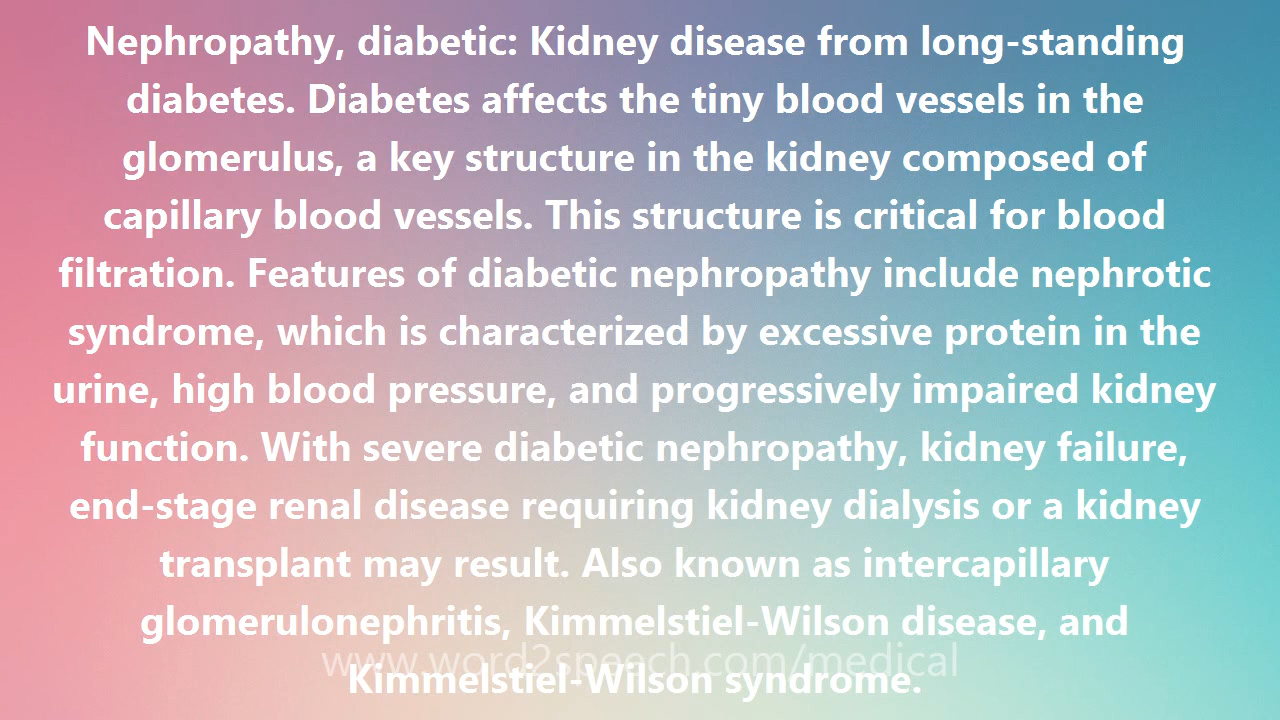 Nephropathy, diabetic: Kidney disease from long-standing
diabetes. Diabetes affects the tiny blood vessels in the
glomerulus, a key structure in the kidney composed of
capillary blood vessels. This structure is critical for blood
filtration. Features of diabetic nephropathy include nephrotic
syndrome, which is characterized by excessive protein in the
urine, high blood pressure, and progressively impaired kidney
function. With severe diabetic nephropathy, kidney failure,
end-stage renal disease requiring kidney dialysis or a kidney
transplant may result. Also known as intercapillary
glomerulonephritis, Kimmelstiel-Wilson disease, and
www.word2speech.com/medical
Kimmelstiel-Wilson syndrome.